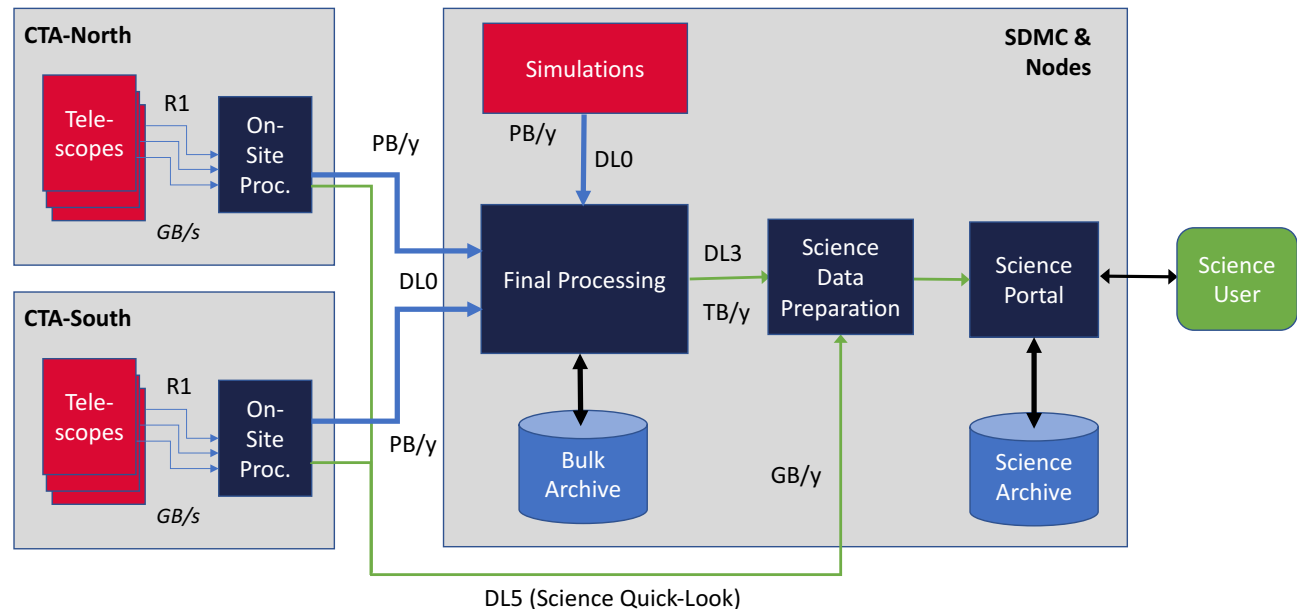 CTA-North
Tele-
scopes
R1
On-
Site
Proc.
GB/s
PB/y
CTA-South
Tele-
scopes
R1
On-
Site
Proc.
GB/s
DL0
PB/y
SDMC &
Nodes
Simulations
PB/y
DL0
Final Processing
DL3
TB/y
Science
Data
Preparation
Science
Portal
Science
User
Bulk
Archive
GB/y
Science
Archive
DL5 (Science Quick-Look)